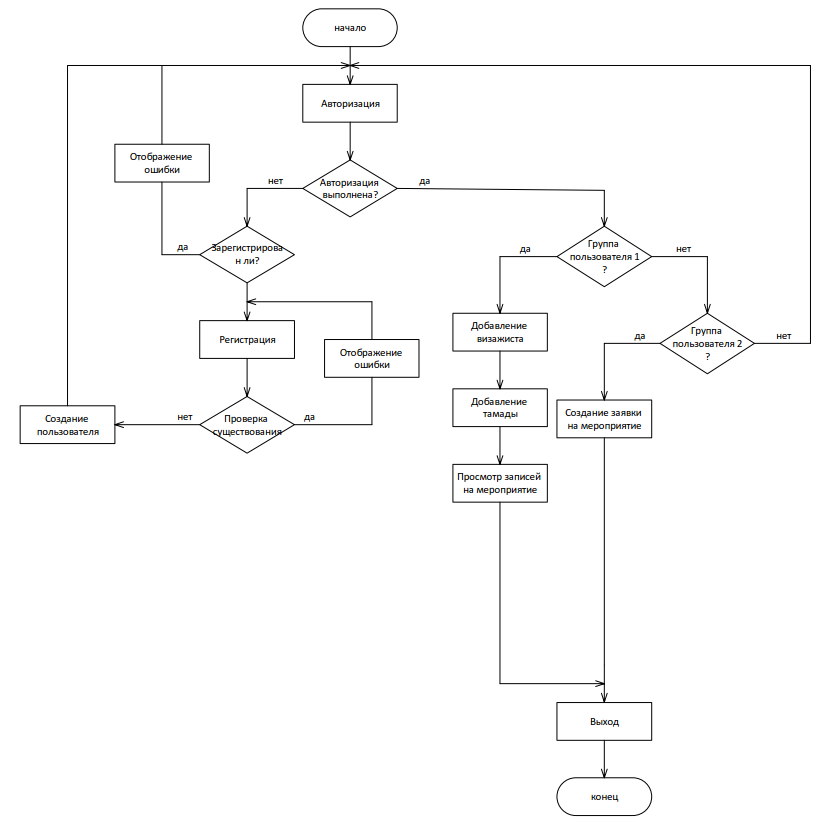 начало
Авторизация
Отображение
ошибки
Авторизация
выполнена?
нет
да
Зарегистрирова
н ли?
да
Группа
пользователя 1
?
да
нет
Регистрация
Отображение
ошибки
Добавление
визажиста
Группа
пользователя 2
?
да
нет
Добавление
тамады
Создание
пользователя
нет
Проверка
существования
да
Создание заявки
на мероприятие
Просмотр записей
на мероприятие
Выход
конец